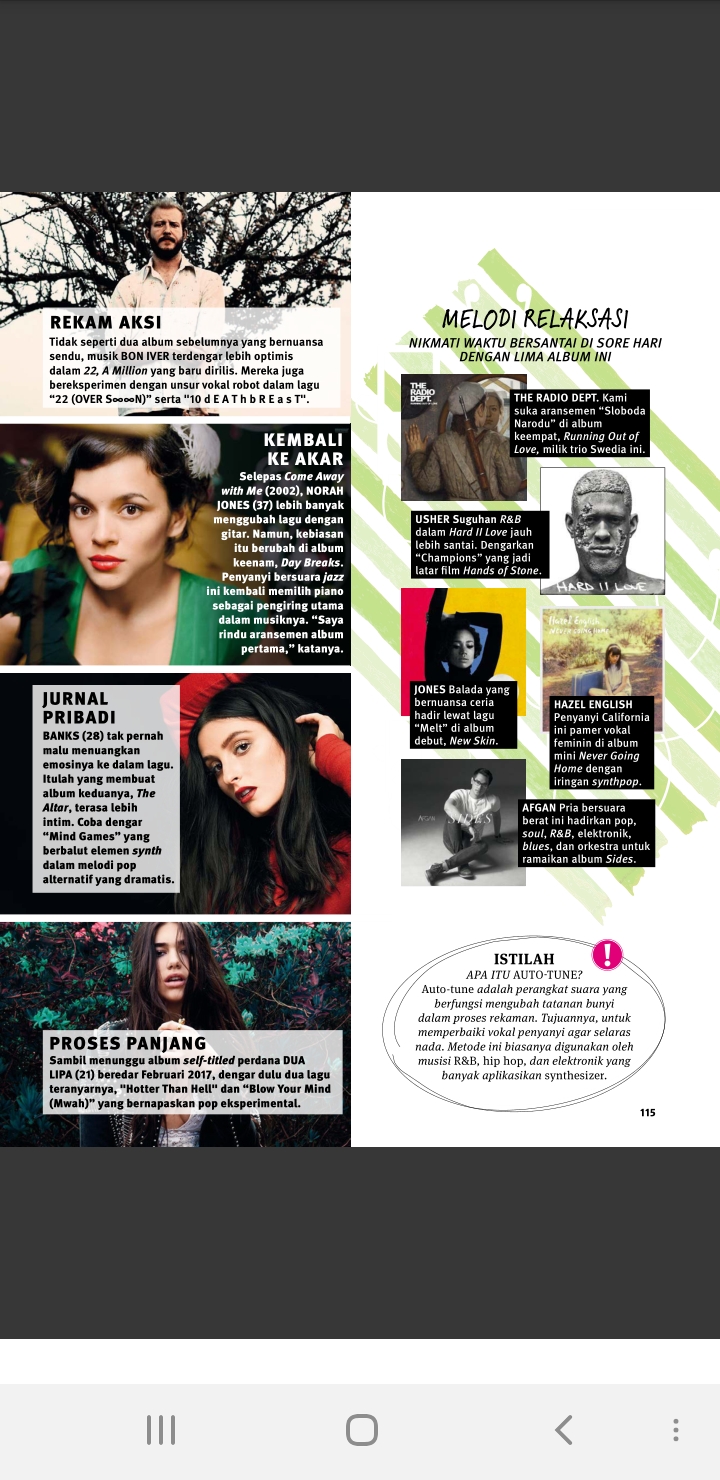 REKAM AKSI
Tidak seperti dua album sebelumnya yang bernuansa
sendu, musik BON IVER terdengar lebih optimis
dalam 22, A Million yang baru dirilis. Mereka juga
bereksperimen dengan unsur vokal robot dalam lagu
“22 (OVER S∞∞N)” serta "10 d E A T h b R E a s T".
KEMBALI
KE AKAR
Selepas Come Away
with Me (2002), NORAH
JONES (37) lebih banyak
menggubah lagu dengan
gitar. Namun, kebiasan
itu berubah di album
keenam, Day Breaks.
Penyanyi bersuara jazz
ini kembali memilih piano
sebagai pengiring utama
dalam musiknya. “Saya
rindu aransemen album
pertama,” katanya.
JURNAL
PRIBADI
BANKS (28) tak pernah
malu menuangkan
emosinya ke dalam lagu.
Itulah yang membuat
album keduanya, The
Altar, terasa lebih
intim. Coba dengar
“Mind Games” yang
berbalut elemen synth
dalam melodi pop
alternatif yang dramatis.
PROSES PANJANG
Sambil menunggu album self-titled perdana DUA
LIPA (21) beredar Februari 2017, dengar dulu dua lagu
teranyarnya, "Hotter Than Hell" dan “Blow Your Mind
(Mwah)” yang bernapaskan pop eksperimental.
MELODI RELAKSASI
NIKMATI WAKTU BERSANTAI DI SORE HARI
DENGAN LIMA ALBUM INI
THE
RADIO
DEPT.
THE RADIO DEPT. Kami
suka aransemen “Sloboda
Narodu” di album
keempat, Running Out of
Love, milik trio Swedia ini.
USHER Suguhan R&B
dalam Hard II Love jauh
lebih santai. Dengarkan
“Champions” yang jadi
latar film Hands of Stone.
HARD II LOVE
JONES Balada yang
bernuansa ceria
hadir lewat lagu
“Melt” di album
debut, New Skin.
Hazel English
NEVER GOING HOME
HAZEL ENGLISH
Penyanyi California
ini pamer vokal
feminin di album
mini Never Going
Home dengan
iringan synthpop.
AFGAN SIDES
AFGAN Pria bersuara
berat ini hadirkan pop,
soul, R&B, elektronik,
blues, dan orkestra untuk
ramaikan album Sides.
!
ISTILAH
APA ITU AUTO-TUNE?
Auto-tune adalah perangkat suara yang
berfungsi mengubah tatanan bunyi
dalam proses rekaman. Tujuannya, untuk
memperbaiki vokal penyanyi agar selaras
nada. Metode ini biasanya digunakan oleh
musisi R&B, hip hop, dan elektronik yang
banyak aplikasikan synthesizer.
115